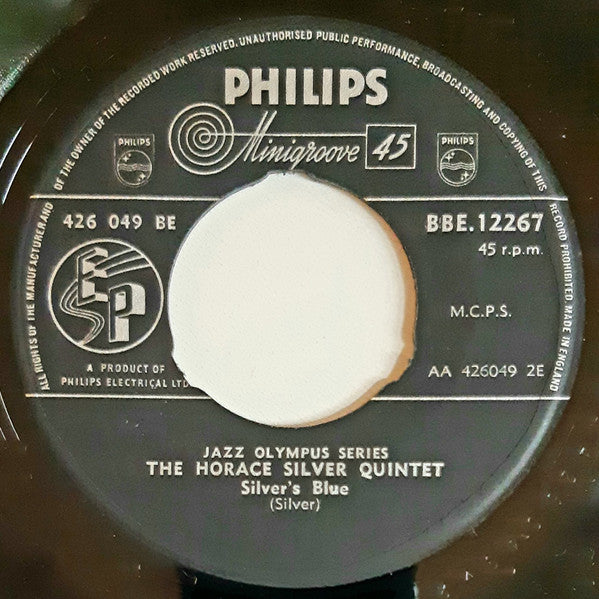 ALL RIGHTS OF THE MANUFACTURER AND OF THE OWNER OF THE RECORDED WORK RESERVED. UNAUTHORISED PUBLIC PERFORMANCE, BROADCASTING AND COPYING OF THIS RECORD PROHIBITED. MADE IN ENGLAND
PHILIPS
Minigroove 45
PHILIPS
PHILIPS
426 049 BE
BBE.12267
45 r.p.m.
EP
M.C.P.S.
A PRODUCT OF
PHILIPS ELECTRICAL LTD
AA 426049 2E
JAZZ OLYMPUS SERIES
THE HORACE SILVER QUINTET
Silver's Blue
(Silver)